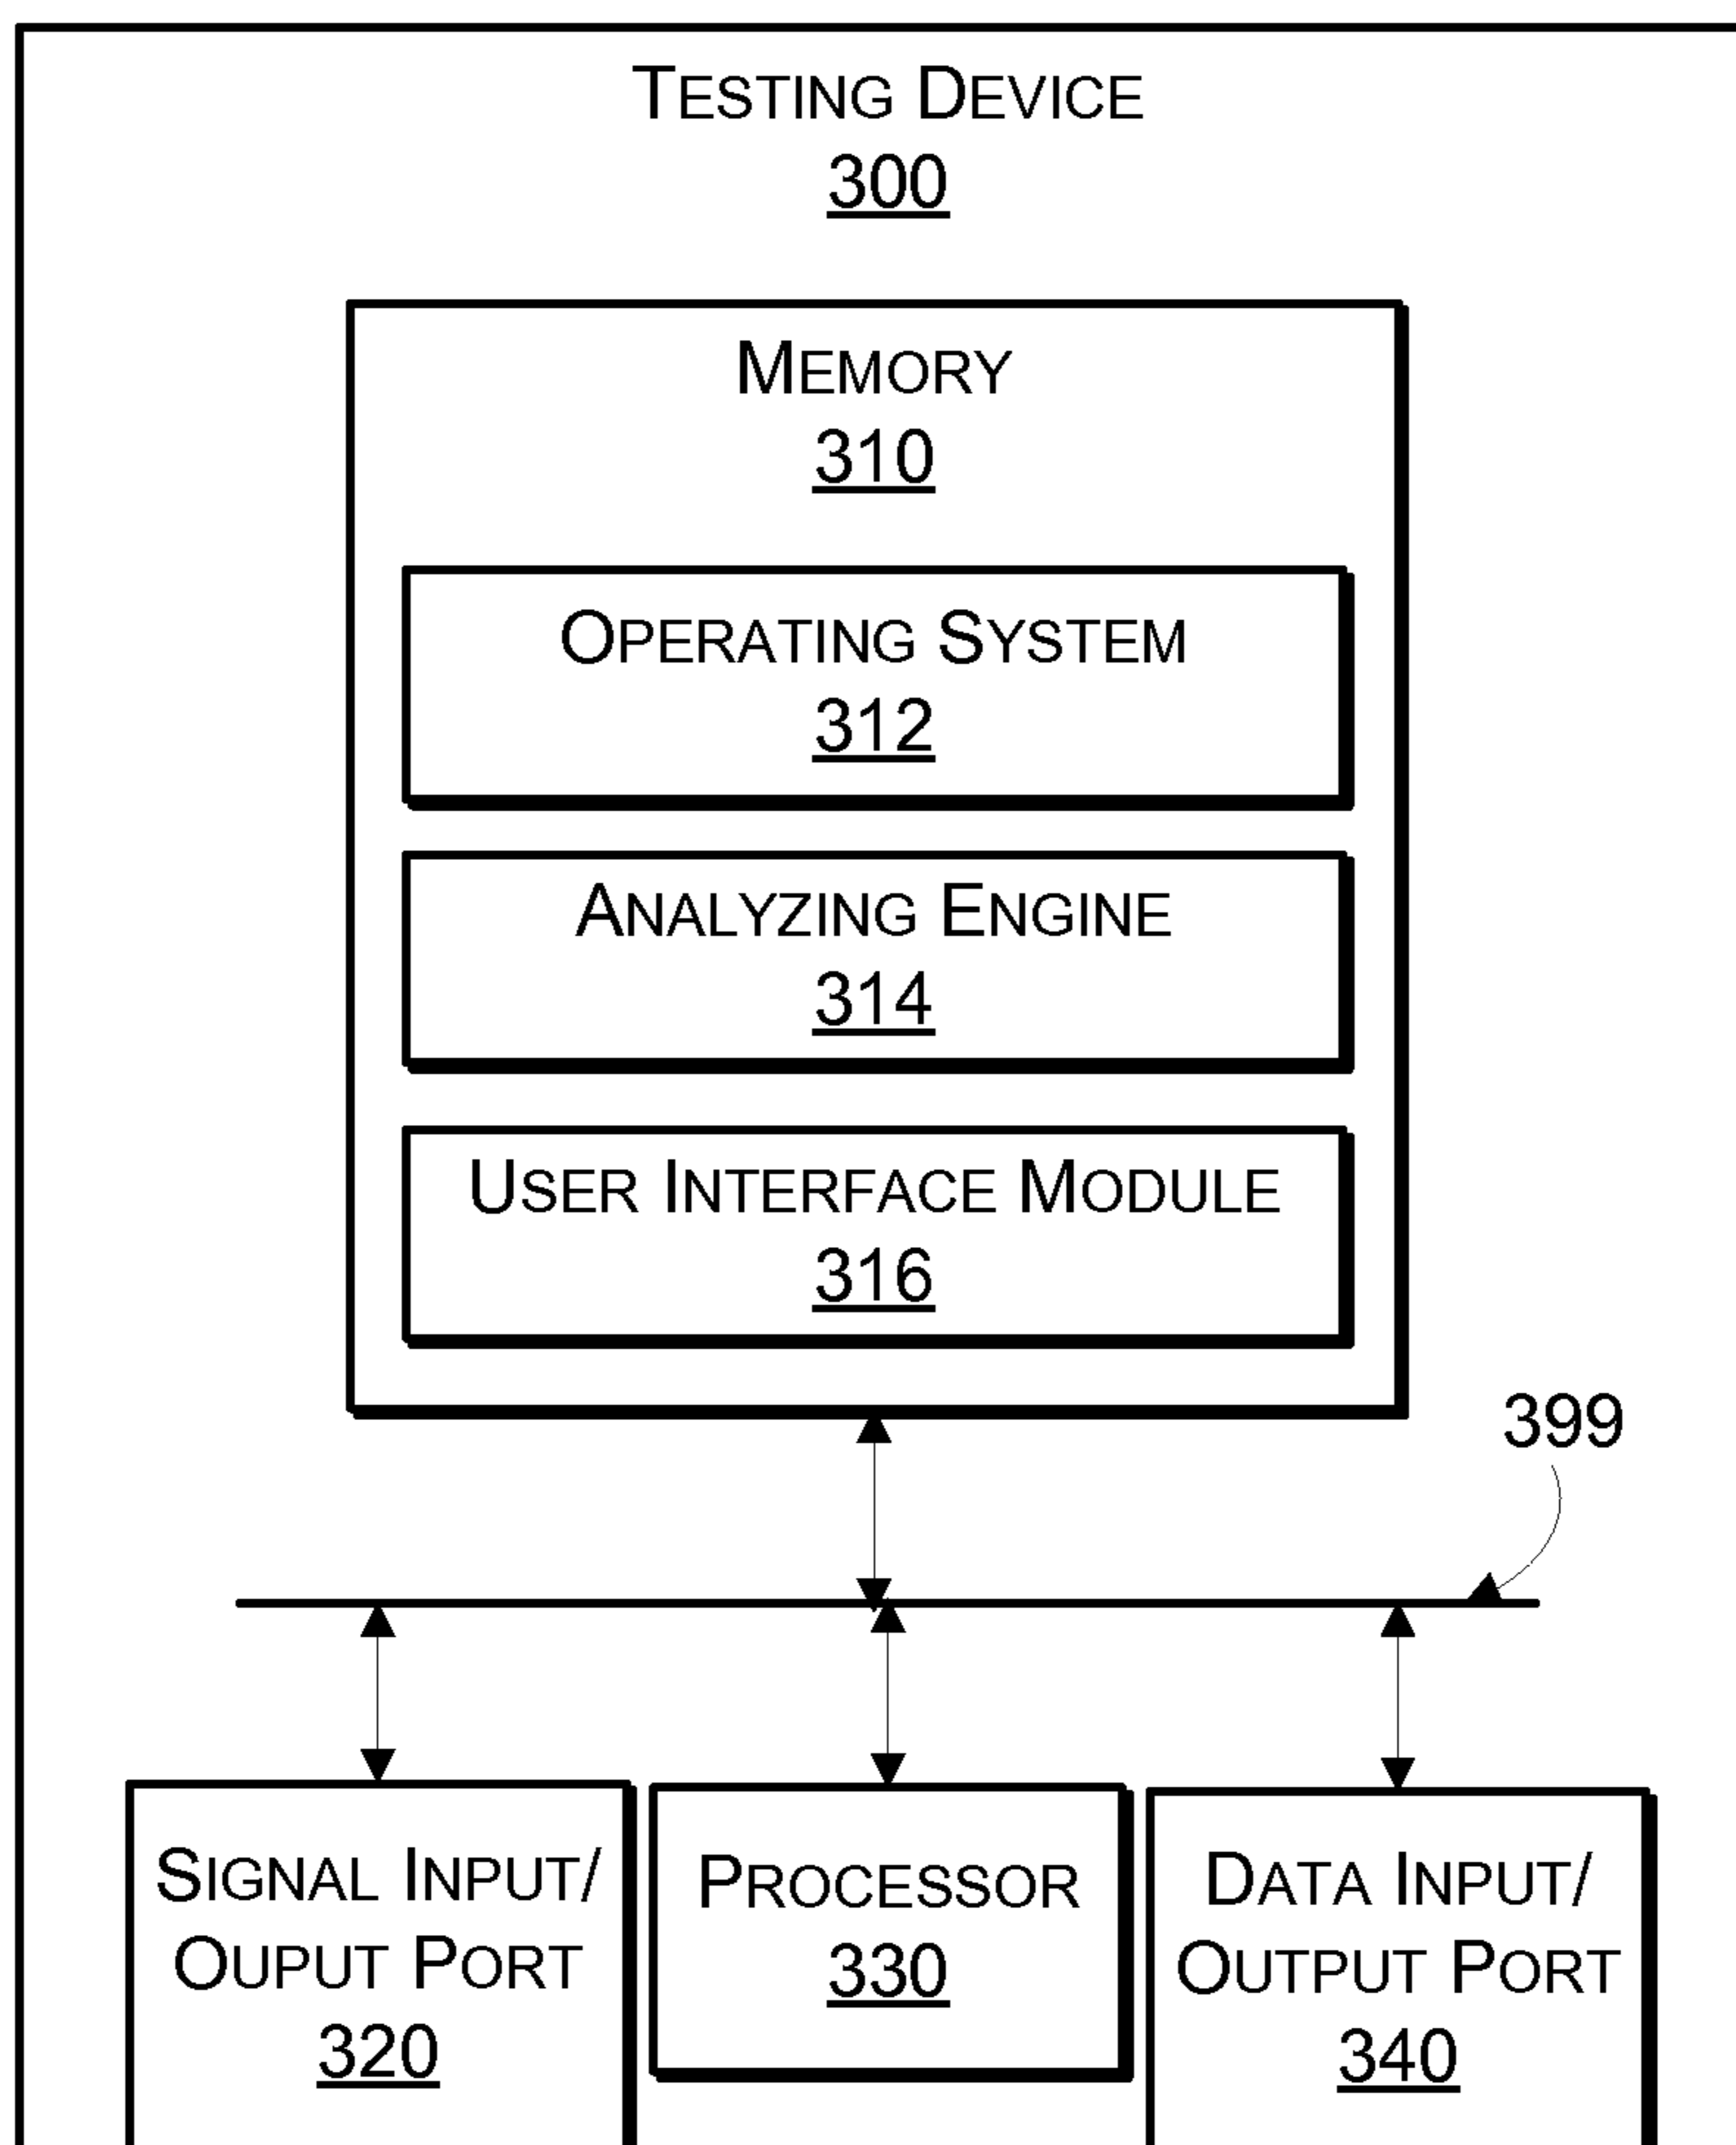 TESTING DEVICE
300
MEMORY
310
OPERATING SYSTEM
312
ANALYZING ENGINE
314
USER INTERFACE MODULE
316
399
SIGNAL INPUT/
OUPUT PORT
320
PROCESSOR
330
DATA INPUT/
OUTPUT PORT
340